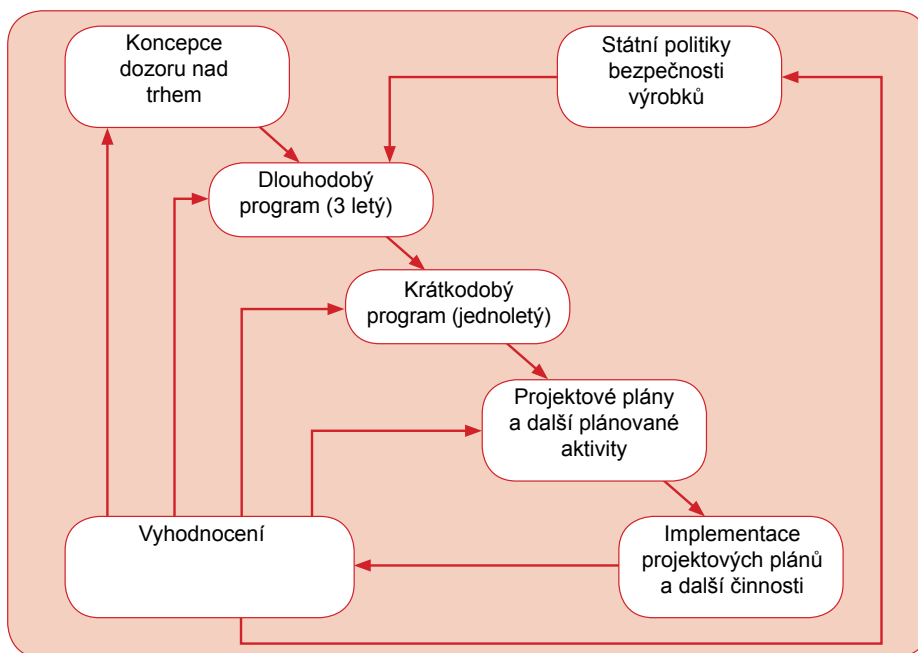 Koncepce
dozoru nad
trhem
Státní politiky
bezpečnosti
výrobků
Dlouhodobý
program (3 letý)
Krátkodobý
program (jednoletý)
Projektové plány
a další plánované
aktivity
Vyhodnocení
Implementace
projektových plánů
a další činnosti